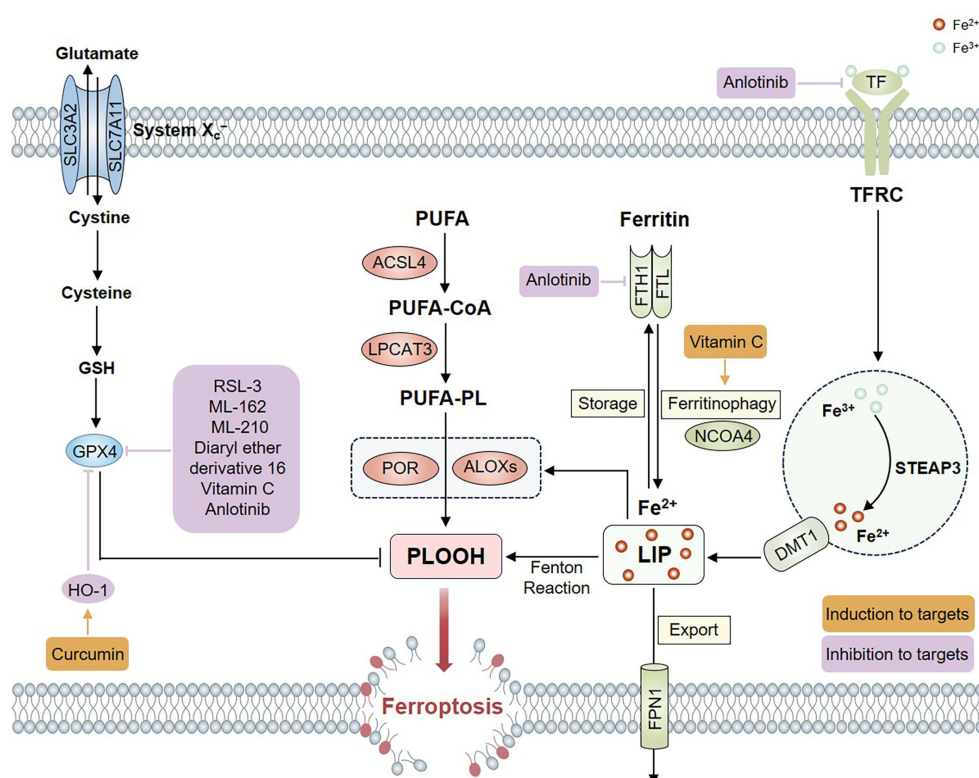 Fe²⁺
Fe³⁺
Glutamate
SLC3A2
SLC7A11
System Xc⁻
Anlotinib
TF
TFRC
Cystine
Cysteine
GSH
GPX4
RSL-3
ML-162
ML-210
Diaryl ether
derivative 16
Vitamin C
Anlotinib
HO-1
Curcumin
PUFA
ACSL4
PUFA-CoA
LPCAT3
PUFA-PL
POR
ALOXs
PLOOH
Ferroptosis
Ferritin
Anlotinib
FTH1
FTL
Vitamin C
Storage
Ferritinophagy
NCOA4
Fe²⁺
LIP
Fenton
Reaction
Export
FPN1
Fe³⁺
STEAP3
Fe²⁺
DMT1
Induction to targets
Inhibition to targets